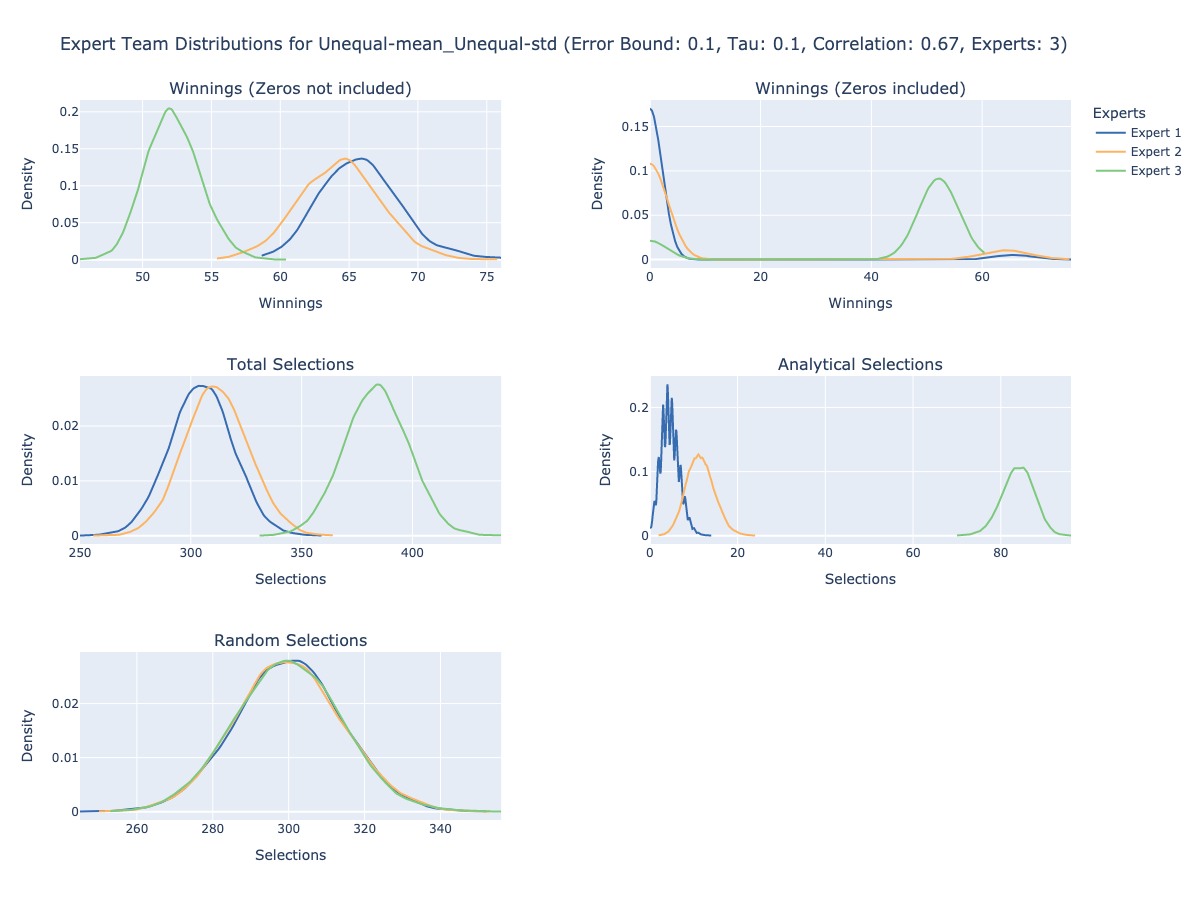 Expert Team Distributions for Unequal-mean_Unequal-std (Error Bound: 0.1, Tau: 0.1, Correlation: 0.67, Experts: 3)
Winnings (Zeros not included)
0.2
0.15
0.1
0.05
0
Density
50 55 60 65 70 75
Winnings
Winnings (Zeros included)
0.15
0.1
0.05
0
Density
0 20 40 60
Winnings
Experts
Expert 1
Expert 2
Expert 3
Total Selections
0.02
0.01
0
Density
250 300 350 400
Selections
Analytical Selections
0.2
0.1
0
Density
0 20 40 60 80
Selections
Random Selections
0.02
0.01
0
Density
260 280 300 320 340
Selections